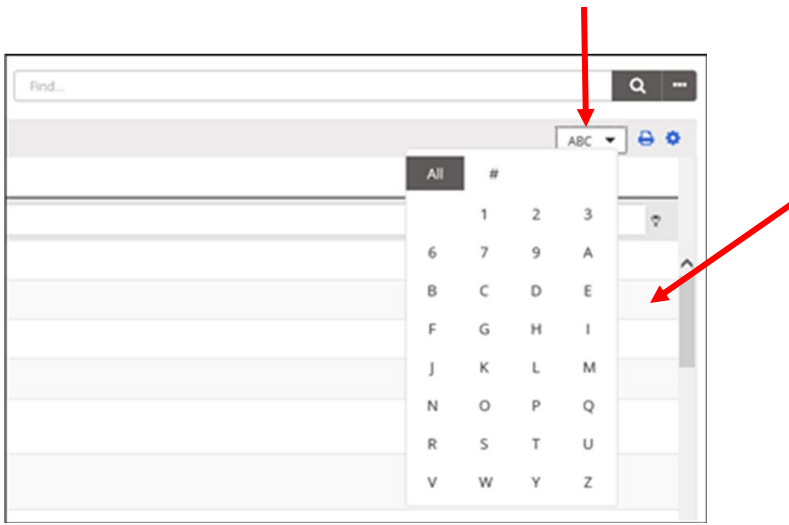 Find...
ABC
All #
1 2 3
6 7 9 A
B C D E
F G H I
J K L M
N O P Q
R S T U
V W Y Z